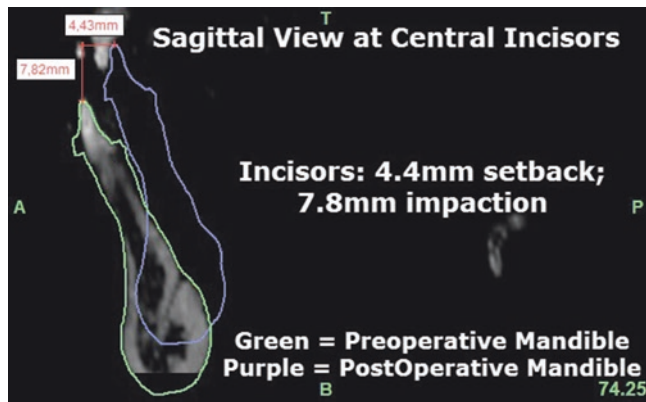 T
4,43mm
Sagittal View at Central Incisors
7,82mm
Incisors: 4.4mm setback;
7.8mm impaction
A
P
Green = Preoperative Mandible
Purple = PostOperative Mandible
B
74.25